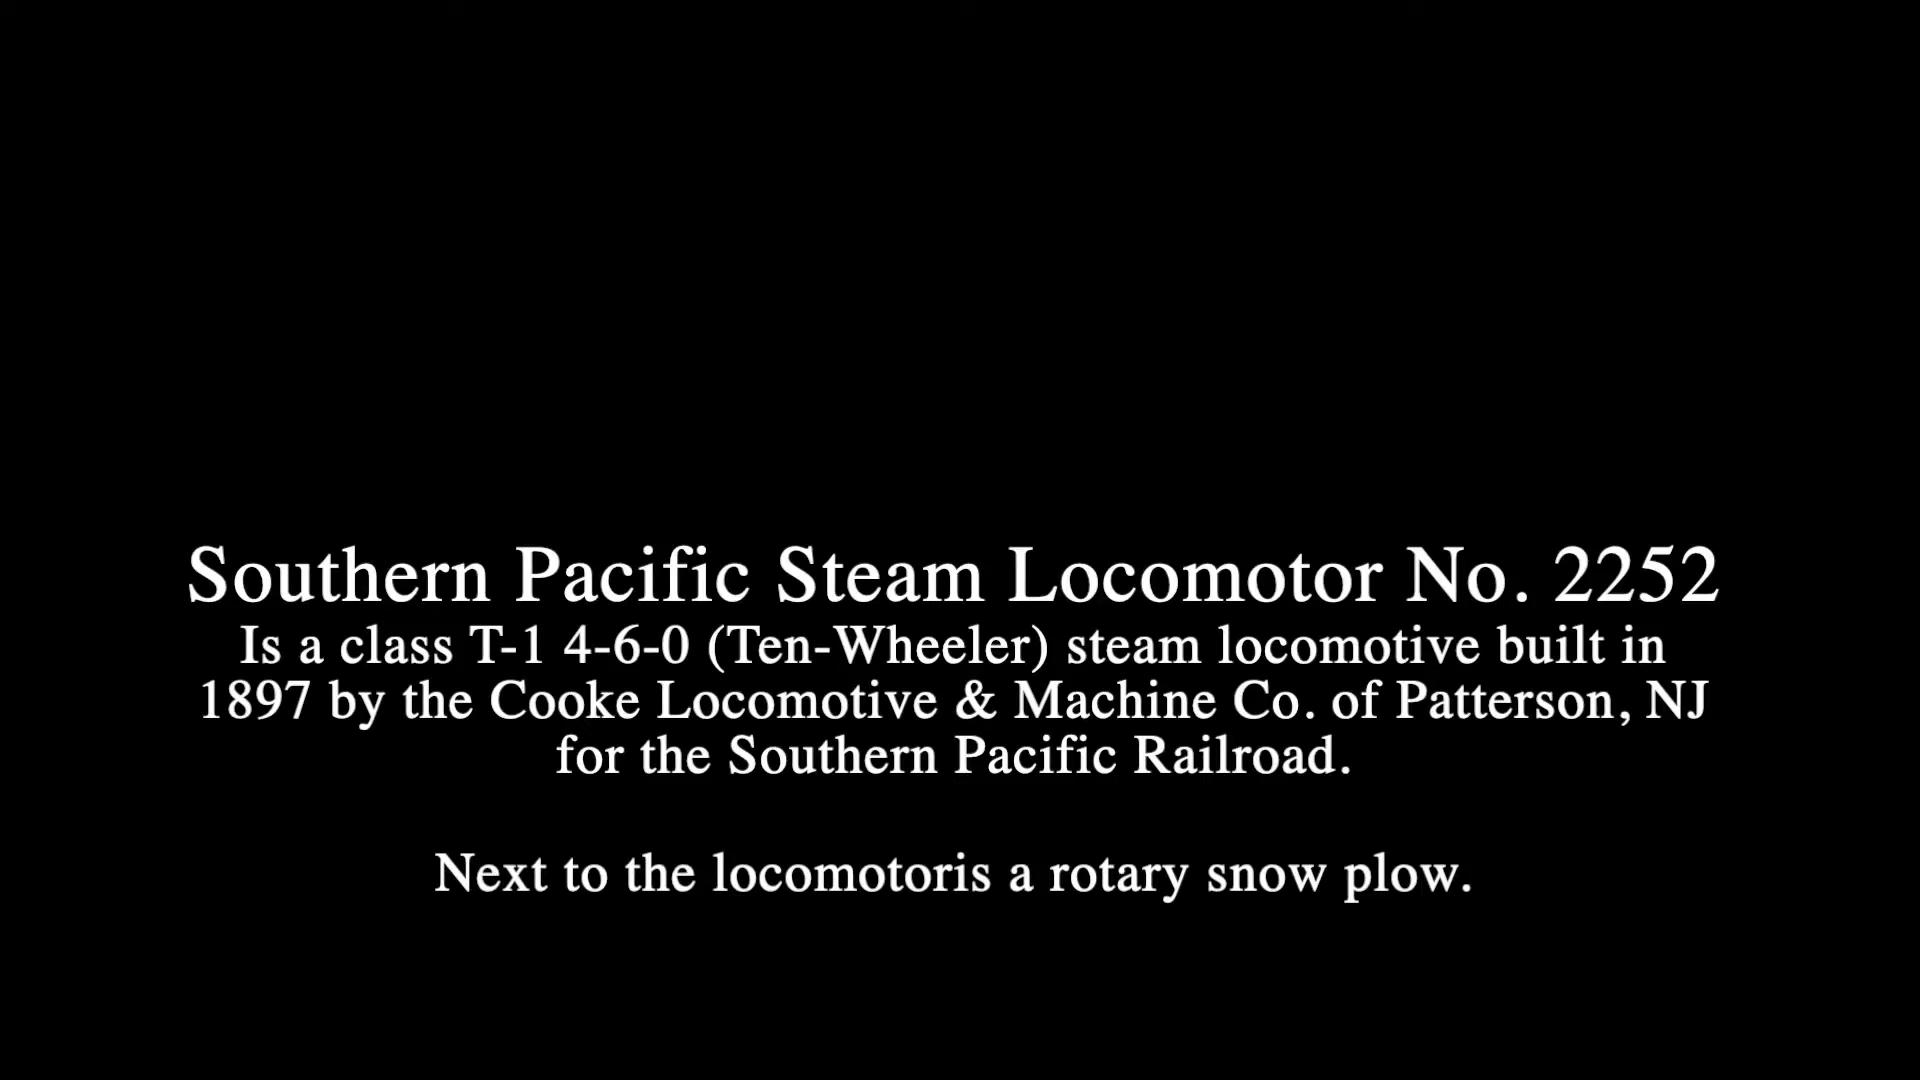 Southern Pacific Steam Locomotor No. 2252
Is a class T-1 4-6-0 (Ten-Wheeler) steam locomotive built in
1897 by the Cooke Locomotive & Machine Co. of Patterson, NJ
for the Southern Pacific Railroad.
Next to the locomotoris a rotary snow plow.